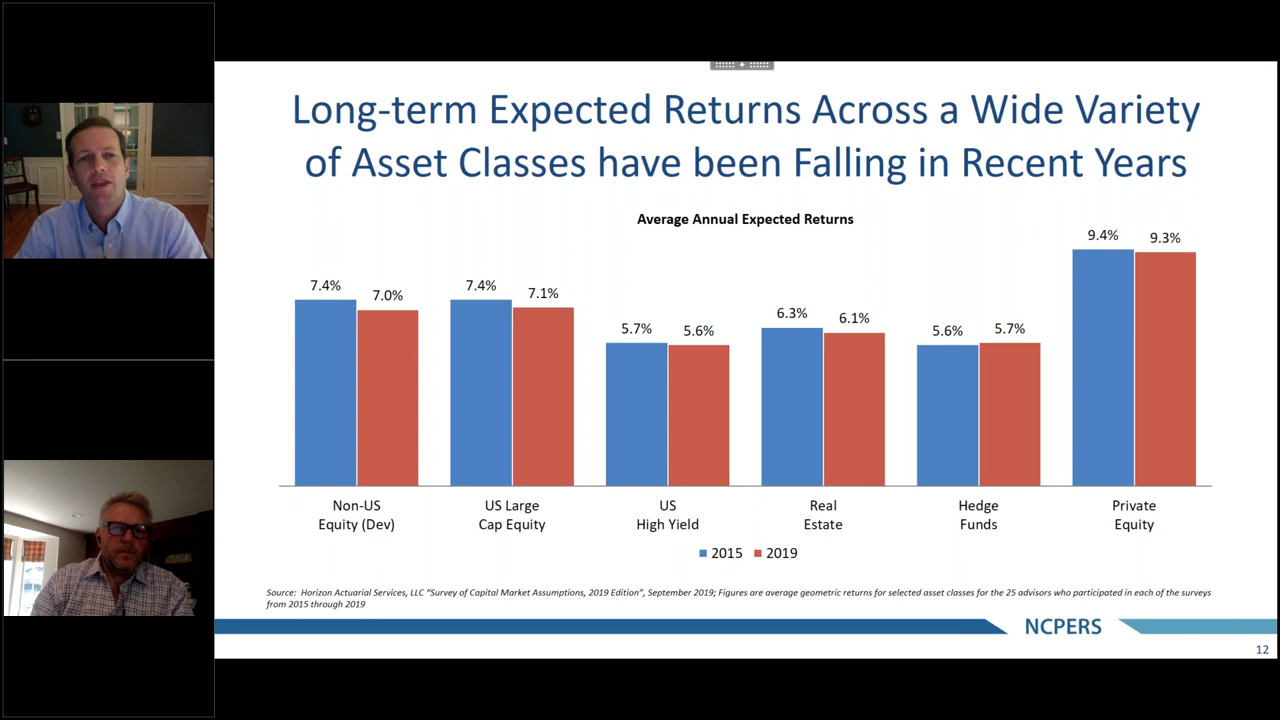 Long-term Expected Returns Across a Wide Variety
of Asset Classes have been Falling in Recent Years
Average Annual Expected Returns
7.4%
7.0%
7.4%
7.1%
5.7%
5.6%
6.3%
6.1%
5.6%
5.7%
9.4%
9.3%
Non-US
Equity (Dev)
US Large
Cap Equity
US
High Yield
Real
Estate
Hedge
Funds
Private
Equity
2015
2019
Source: Horizon Actuarial Services, LLC “Survey of Capital Market Assumptions, 2019 Edition”, September 2019; Figures are average geometric returns for selected asset classes for the 25 advisors who participated in each of the surveys
from 2015 through 2019
NCPERS
12